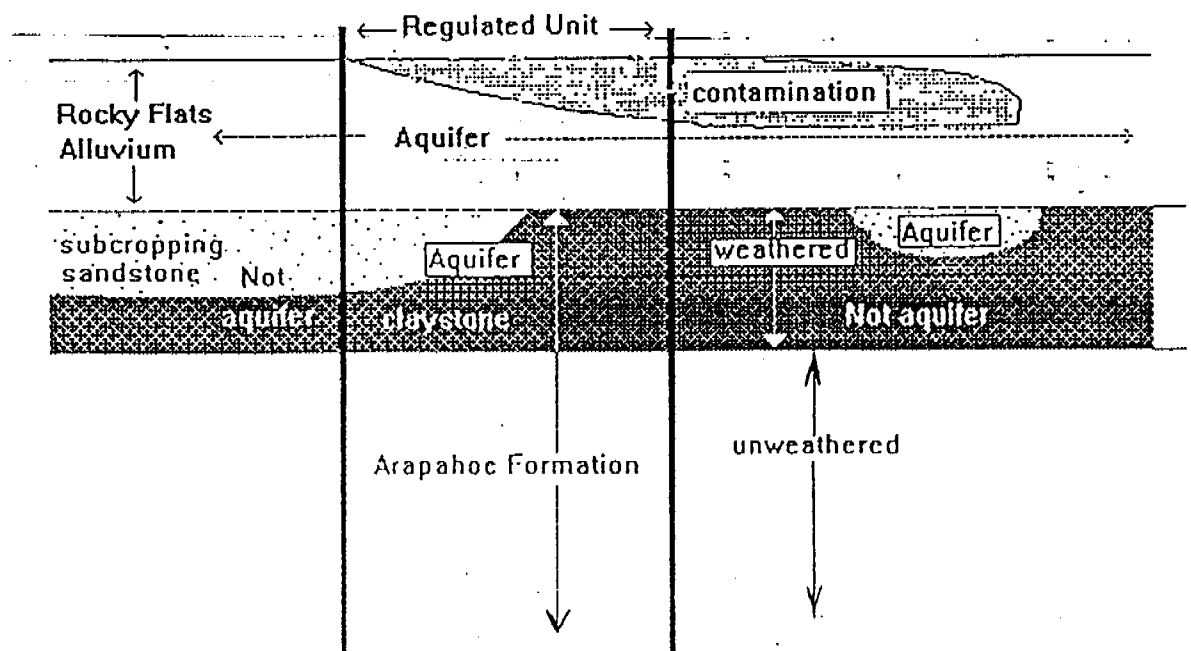 Regulated Unit
contamination
Rocky Flats
Alluvium
Aquifer
subcropping
sandstone
Not
aquifer
Aquifer
claystone
weathered
Aquifer
Not aquifer
Arapahoe Formation
unweathered